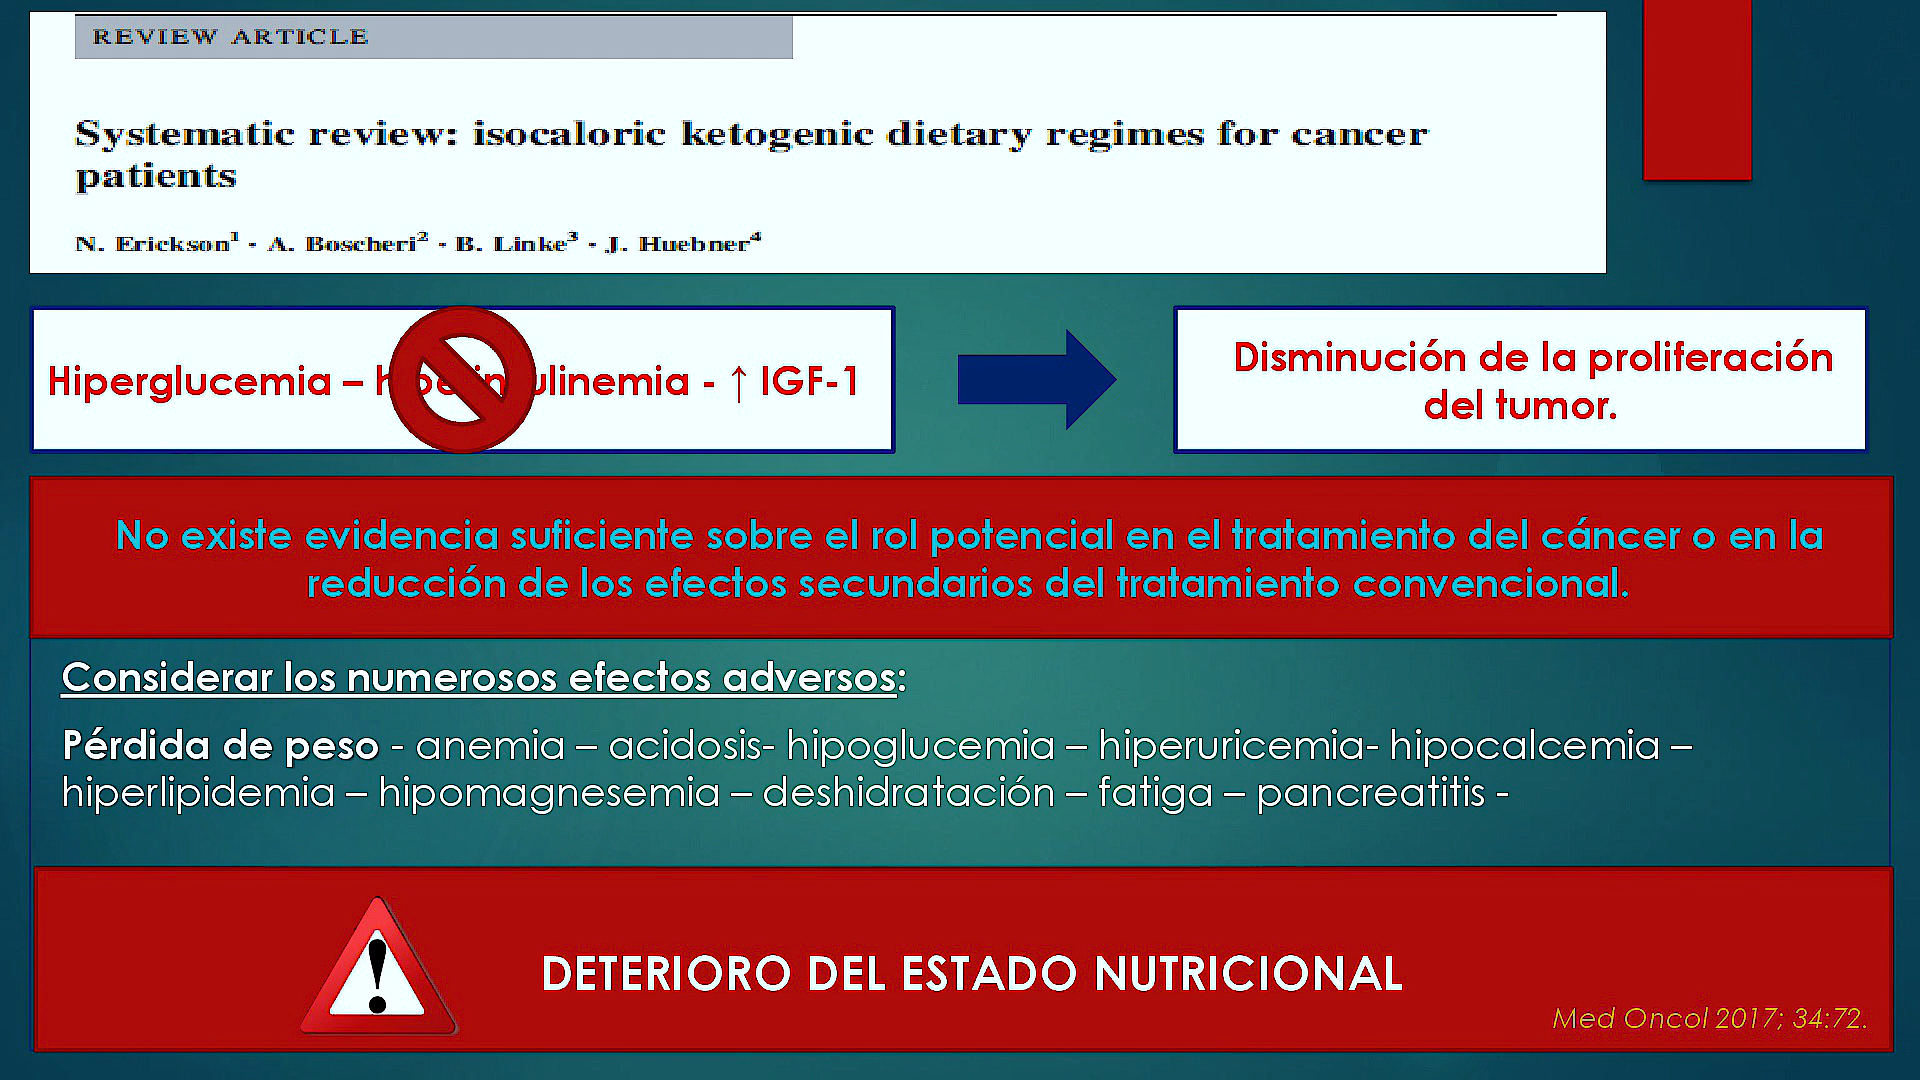 REVIEW ARTICLE
Systematic review: isocaloric ketogenic dietary regimes for cancer
patients
N. Erickson¹ · A. Boscheri² · B. Linke³ · J. Huebner⁴
Hiperglucemia – hiperinsulinemia - ↑ IGF-1
Disminución de la proliferación
del tumor.
No existe evidencia suficiente sobre el rol potencial en el tratamiento del cáncer o en la
reducción de los efectos secundarios del tratamiento convencional.
Considerar los numerosos efectos adversos:
Pérdida de peso - anemia – acidosis- hipoglucemia – hiperuricemia- hipocalcemia –
hiperlipidemia – hipomagnesemia – deshidratación – fatiga – pancreatitis -
DETERIORO DEL ESTADO NUTRICIONAL
Med Oncol 2017; 34:72.